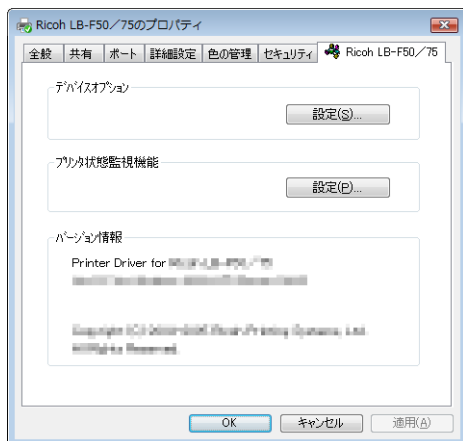 Ricoh LB-F50／75のプロパティ
全般 共有 ポート 詳細設定 色の管理 セキュリティ Ricoh LB-F50／75
デバイスオプション
設定(S)...
プリンタ状態監視機能
設定(P)...
バージョン情報
Printer Driver for
OK キャンセル 適用(A)